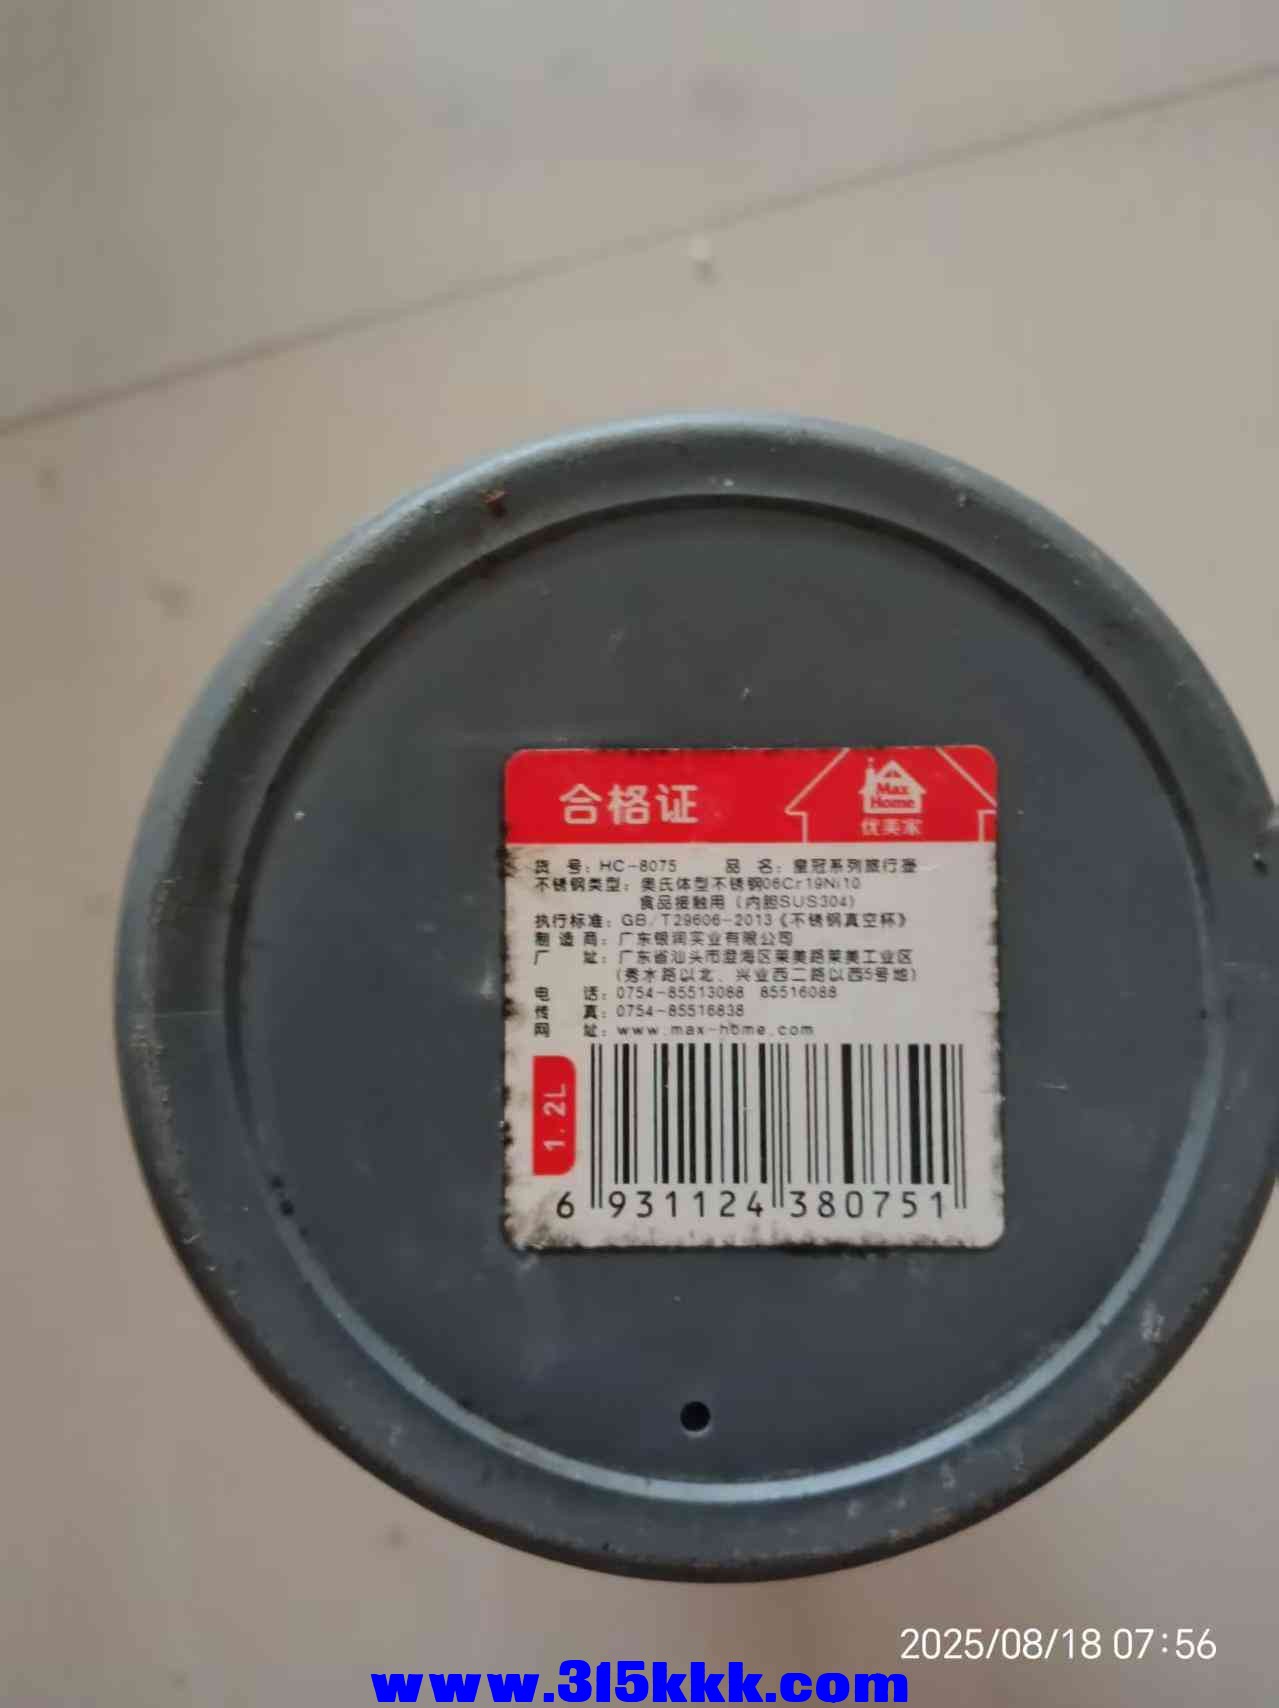 合格证
Max
Home
优美家
货 号：HC-8075 品 名：皇冠系列旅行壶
不锈钢类型：奥氏体型不锈钢06Cr19Ni10
食品接触用（内胆SUS304）
执行标准：GB/T29606-2013《不锈钢真空杯》
制 造 商：广东银润实业有限公司
厂 址：广东省汕头市澄海区莱美路莱美工业区
(秀水路以北、兴业西二路以西5号地)
电 话：0754-85513088 85516088
传 真：0754-85516838
网 址：www.max-home.com
1.2L
6 931124 380751
2025/08/18 07:56
www.315kkk.com